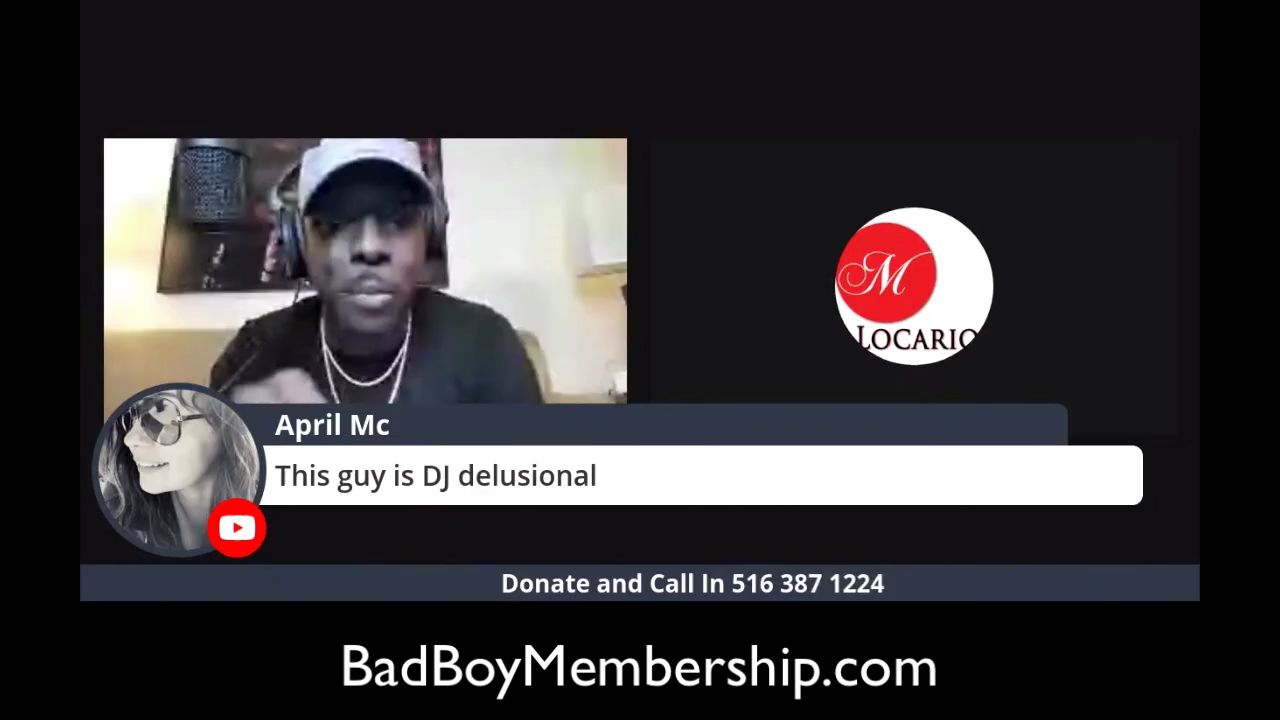 M
LOCARIO
April Mc
This guy is DJ delusional
Donate and Call In 516 387 1224
BadBoyMembership.com